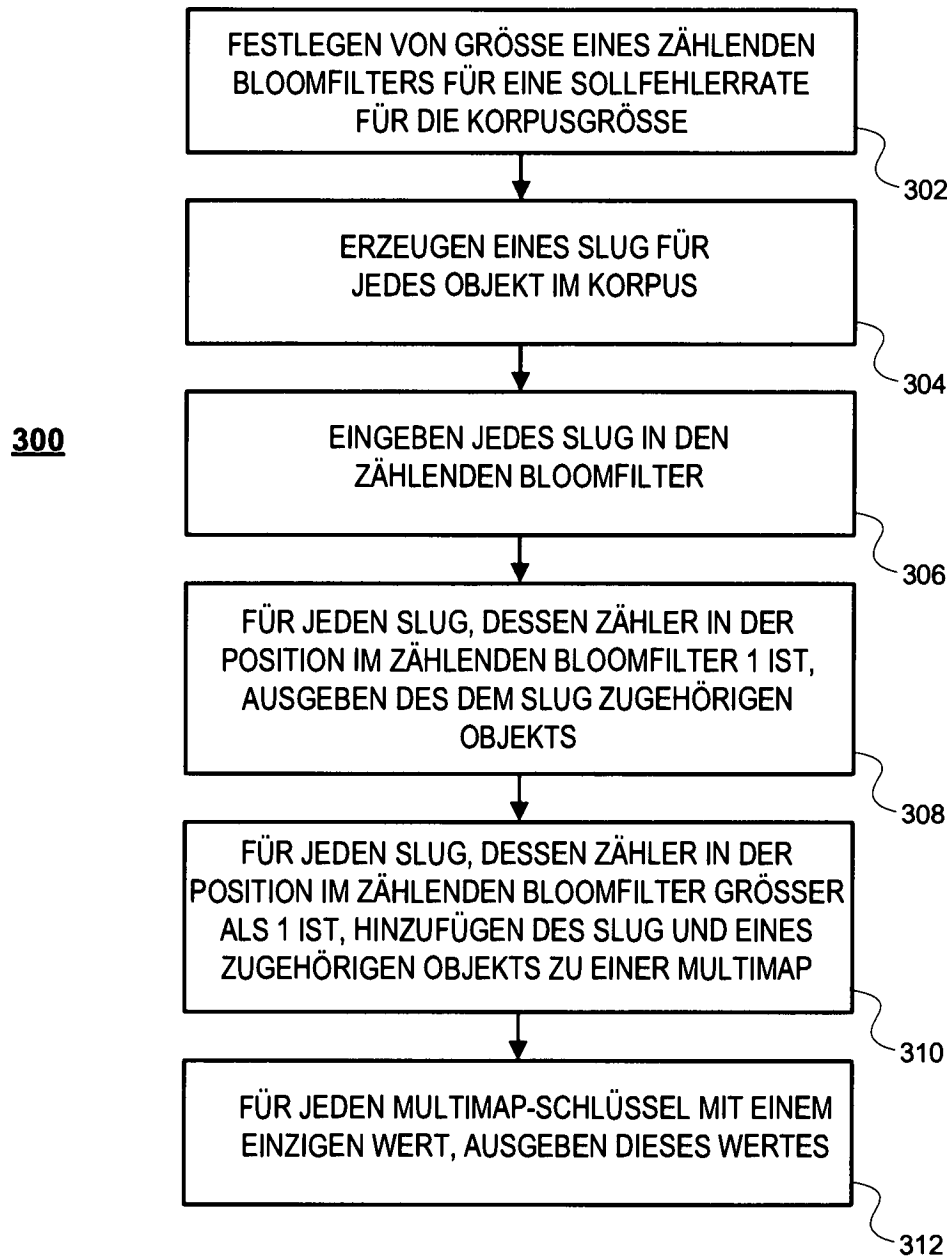 FESTLEGEN VON GRÖSSE EINES ZÄHLENDEN
BLOOMFILTERS FÜR EINE SOLLFEHLERRATE
FÜR DIE KORPUSGRÖSSE
302
ERZEUGEN EINES SLUG FÜR
JEDES OBJEKT IM KORPUS
304
300
EINGEBEN JEDES SLUG IN DEN
ZÄHLENDEN BLOOMFILTER
306
FÜR JEDEN SLUG, DESSEN ZÄHLER IN DER
POSITION IM ZÄHLENDEN BLOOMFILTER 1 IST,
AUSGEBEN DES DEM SLUG ZUGEHÖRIGEN
OBJEKTS
308
FÜR JEDEN SLUG, DESSEN ZÄHLER IN DER
POSITION IM ZÄHLENDEN BLOOMFILTER GRÖSSER
ALS 1 IST, HINZUFÜGEN DES SLUG UND EINES
ZUGEHÖRIGEN OBJEKTS ZU EINER MULTIMAP
310
FÜR JEDEN MULTIMAP-SCHLÜSSEL MIT EINEM
EINZIGEN WERT, AUSGEBEN DIESES WERTES
312